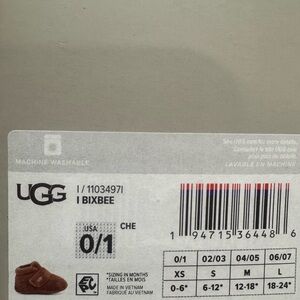 MACHINE WASHABLE
See UGG.com for more details.
Consulter le site UGG.com
pour plus de détails.
LAVABLE EN MACHINE
UGG
I / 1103497I
I BIXBEE
USA
0/1
CHE
*SIZING IN MONTHS
*TAILLES EN MOIS
MADE IN VIETNAM
FABRIQUÉ AU VIETNAM
1 94715 36448 6
0/1 02/03 04/05 06/07
XS S M L
0-6* 6-12* 12-18* 18-24*